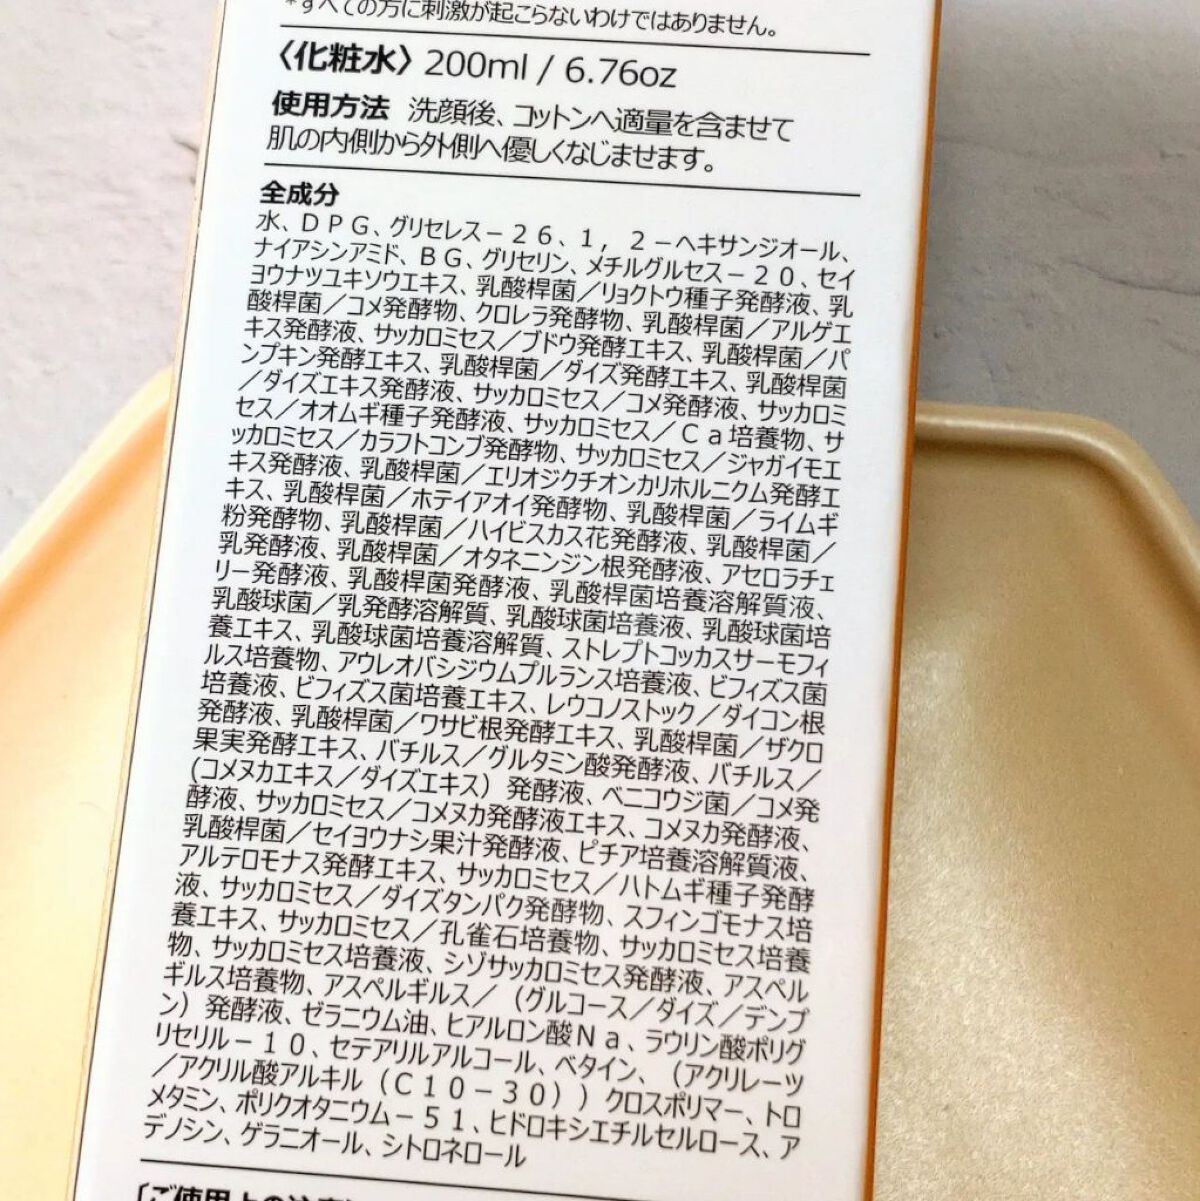 *すべての方に刺激が起こらないわけではありません。
〈化粧水〉200ml / 6.76oz
使用方法 洗顔後、コットンへ適量を含ませて
肌の内側から外側へ優しくなじませます。
全成分
水、ＤＰＧ、グリセレス－２６、１，２－ヘキサンジオール、
ナイアシンアミド、ＢＧ、グリセリン、メチルグルセス－２０、セイ
ヨウナツユキソウエキス、乳酸桿菌／リョクトウ種子発酵液、乳
酸桿菌／コメ発酵物、クロレラ発酵物、乳酸桿菌／アルゲエ
キス発酵液、サッカロミセス／ブドウ発酵エキス、乳酸桿菌／パ
ンプキン発酵エキス、乳酸桿菌／ダイズ発酵エキス、乳酸桿菌
／ダイズエキス発酵液、サッカロミセス／コメ発酵液、サッカロミ
セス／オオムギ種子発酵液、サッカロミセス／Ｃａ培養物、サ
ッカロミセス／カラフトコンブ発酵物、サッカロミセス／ジャガイモエ
キス発酵液、乳酸桿菌／エリオジクチオンカリホルニクム発酵エ
キス、乳酸桿菌／ホテイアオイ発酵物、乳酸桿菌／ライムギ
粉発酵物、乳酸桿菌／ハイビスカス花発酵液、乳酸桿菌／
乳発酵液、乳酸桿菌／オタネニンジン根発酵液、アセロラチェ
リー発酵液、乳酸桿菌発酵液、乳酸桿菌培養溶解質液、
乳酸球菌／乳発酵溶解質、乳酸球菌培養液、乳酸球菌培
養エキス、乳酸球菌培養溶解質、ストレプトコッカスサーモフィ
ルス培養物、アウレオバシジウムプルランス培養液、ビフィズス菌
培養液、ビフィズス菌培養エキス、レウコノストック／ダイコン根
発酵液、乳酸桿菌／ワサビ根発酵エキス、乳酸桿菌／ザクロ
果実発酵エキス、バチルス／グルタミン酸発酵液、バチルス／
（コメヌカエキス／ダイズエキス）発酵液、ベニコウジ菌／コメ発
酵液、サッカロミセス／コメヌカ発酵液エキス、コメヌカ発酵液、
乳酸桿菌／セイヨウナシ果汁発酵液、ピチア培養溶解質液、
アルテロモナス発酵エキス、サッカロミセス／ハトムギ種子発酵
液、サッカロミセス／ダイズタンパク発酵物、スフィンゴモナス培
養エキス、サッカロミセス／孔雀石培養物、サッカロミセス培養
物、サッカロミセス培養液、シゾサッカロミセス発酵液、アスペル
ギルス培養物、アスペルギルス／（グルコース／ダイズ／デンプ
ン）発酵液、ゼラニウム油、ヒアルロン酸Ｎａ、ラウリン酸ポリグ
リセリル－１０、セテアリルアルコール、ベタイン、（アクリレーツ
／アクリル酸アルキル（Ｃ１０－３０））クロスポリマー、トロ
メタミン、ポリクオタニウム－５１、ヒドロキシエチルセルロース、ア
デノシン、ゲラニオール、シトロネロール